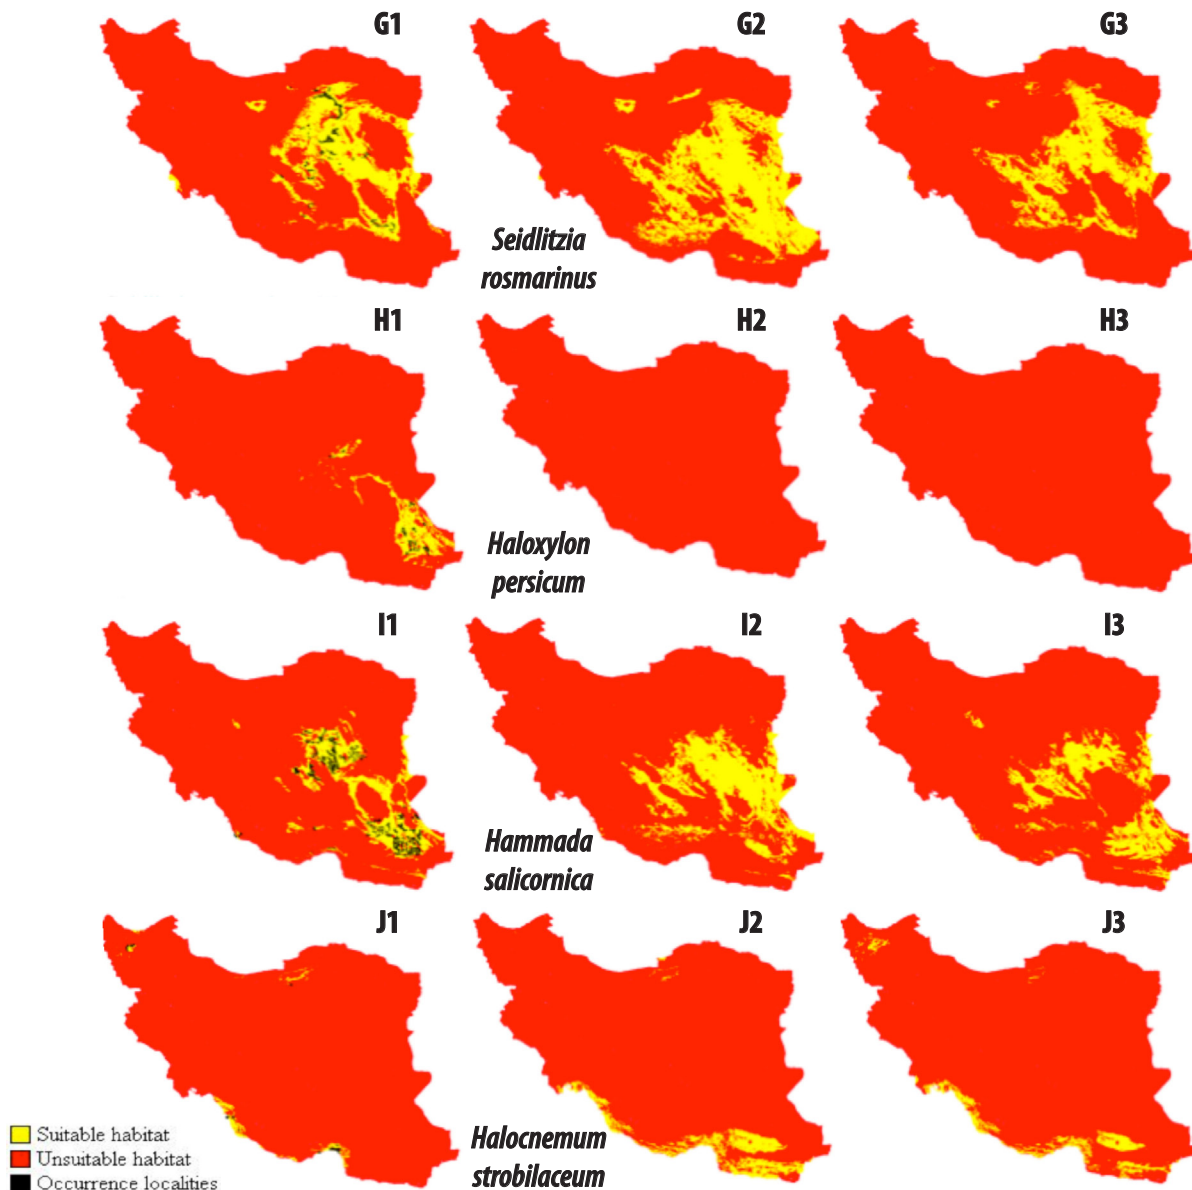 G1
G2
G3
Seidlitzia
rosmarinus
H1
H2
H3
Haloxylon
persicum
I1
I2
I3
Hammada
salicornica
J1
J2
J3
Halocnemum
strobilaceum
Suitable habitat
Unsuitable habitat
Occurrence localities